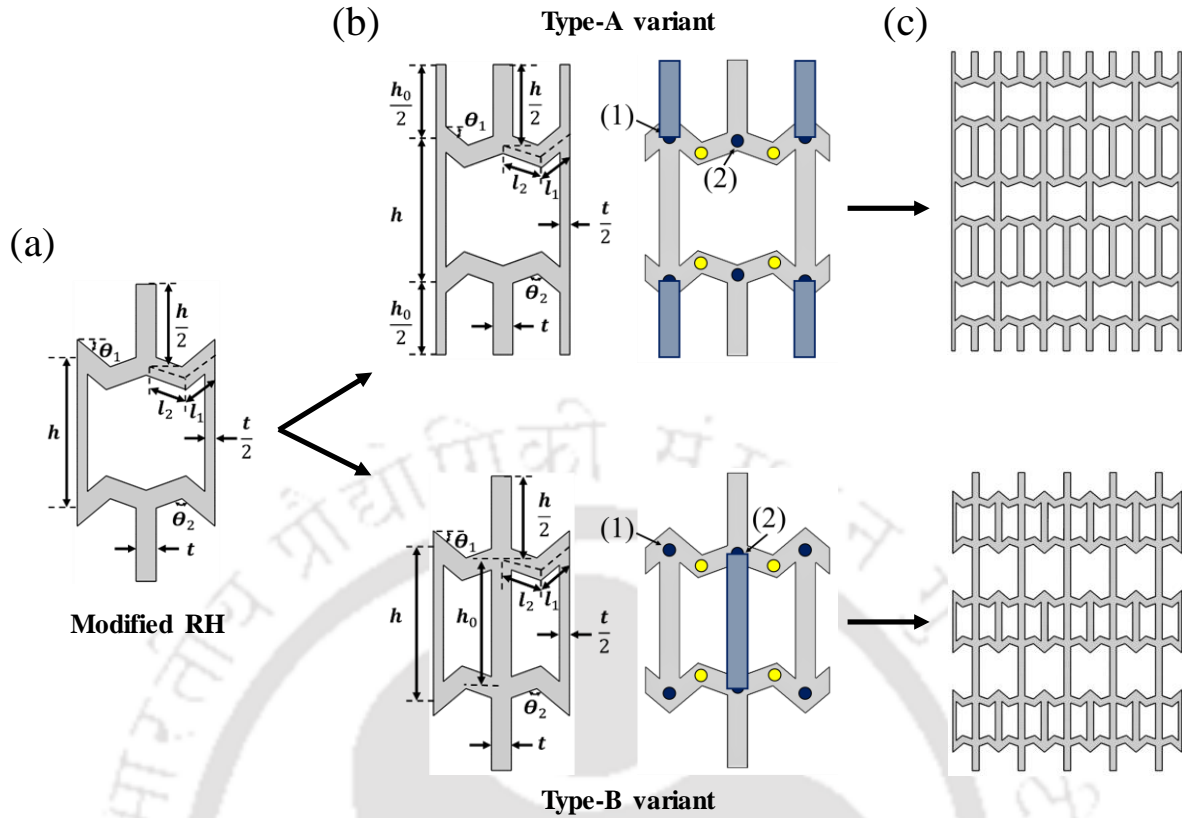 (b)
Type-A variant
(c)
h₀/2
θ₁
h/2
l₂
l₁
h
t/2
h₀/2
θ₂
t
(1)
(2)
(a)
θ₁
h/2
h
l₂
l₁
t/2
θ₂
t
Modified RH
θ₁
h/2
h
h₀
l₂
l₁
t/2
θ₂
t
(1)
(2)
Type-B variant
भारतीय प्रौद्योगिकी